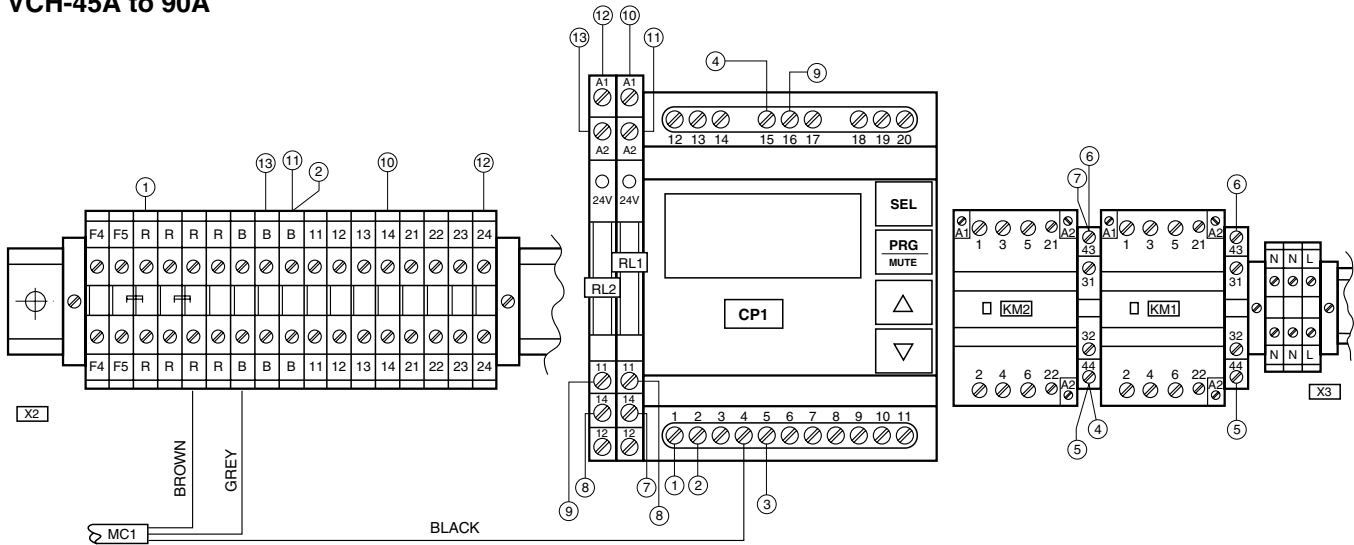 VCH-45A to 90A
12 10
13 11
4 9
A1 A1
A2 A2
24V 24V
RL1
RL2
11 11
14 14
12 12
12 13 14 15 16 17 18 19 20
SEL
PRG
MUTE
CP1
1 2 3 4 5 6 7 8 9 10 11
13 11 2 10 12
1
F4 F5 R R R R B B B 11 12 13 14 21 22 23 24
F4 F5 R R R R B B B 11 12 13 14 21 22 23 24
X2
BROWN
GREY
MC1
BLACK
9 8 7 8
1 2 3
6
7 6
A1 1 3 5 21 A2 43
31
KM2
32
2 4 6 22 A2 44
A1 1 3 5 21 A2 43
31
KM1
32
2 4 6 22 A2 44
5 4 5
N N L
N N L
X3